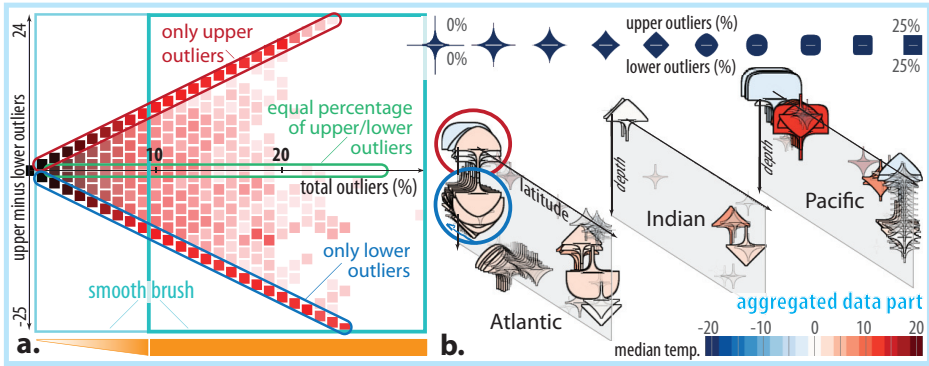 24
upper minus lower outliers
-25
only upper
outliers
equal percentage
of upper/lower
outliers
10
20
total outliers (%)
only lower
outliers
smooth brush
a.
b.
0%
0%
upper outliers (%)
lower outliers (%)
25%
25%
depth
latitude
Atlantic
depth
Indian
depth
Pacific
aggregated data part
median temp.
-20
-10
0
10
20